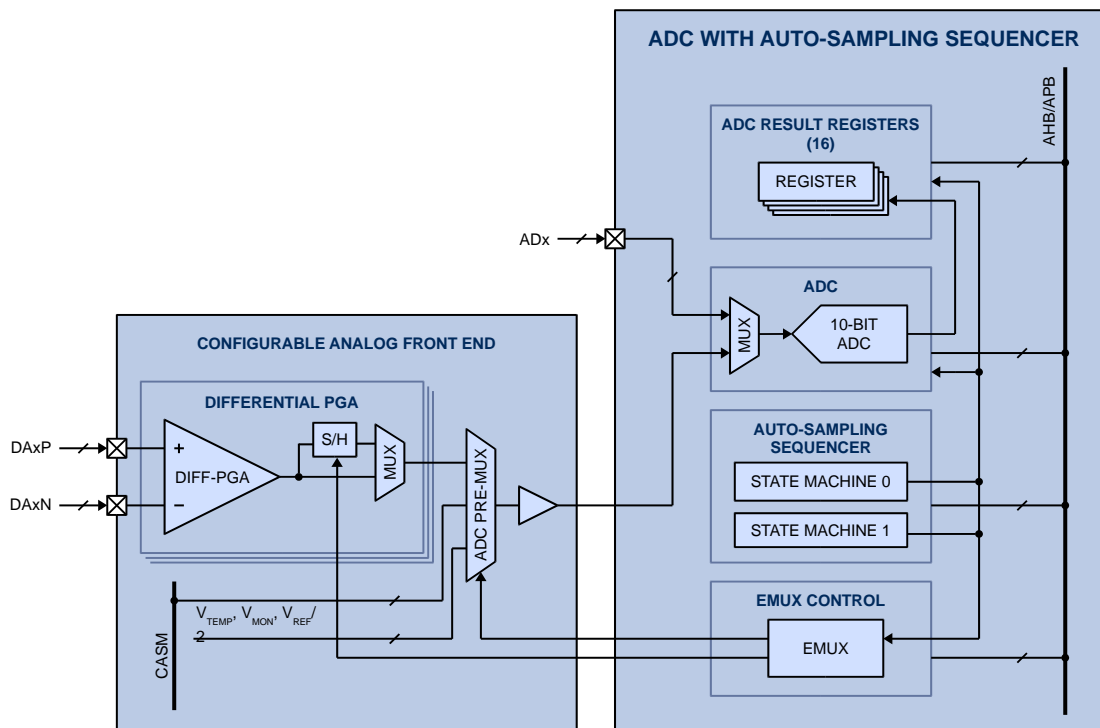 ADC WITH AUTO-SAMPLING SEQUENCER
AHB/APB
ADC RESULT REGISTERS
(16)
REGISTER
ADx
ADC
MUX
10-BIT
ADC
CONFIGURABLE ANALOG FRONT END
DIFFERENTIAL PGA
DAxP
+
S/H
MUX
DIFF-PGA
DAxN
−
ADC PRE-MUX
AUTO-SAMPLING
SEQUENCER
STATE MACHINE 0
STATE MACHINE 1
CASM
VTEMP, VMON, VREF/
2
EMUX CONTROL
EMUX